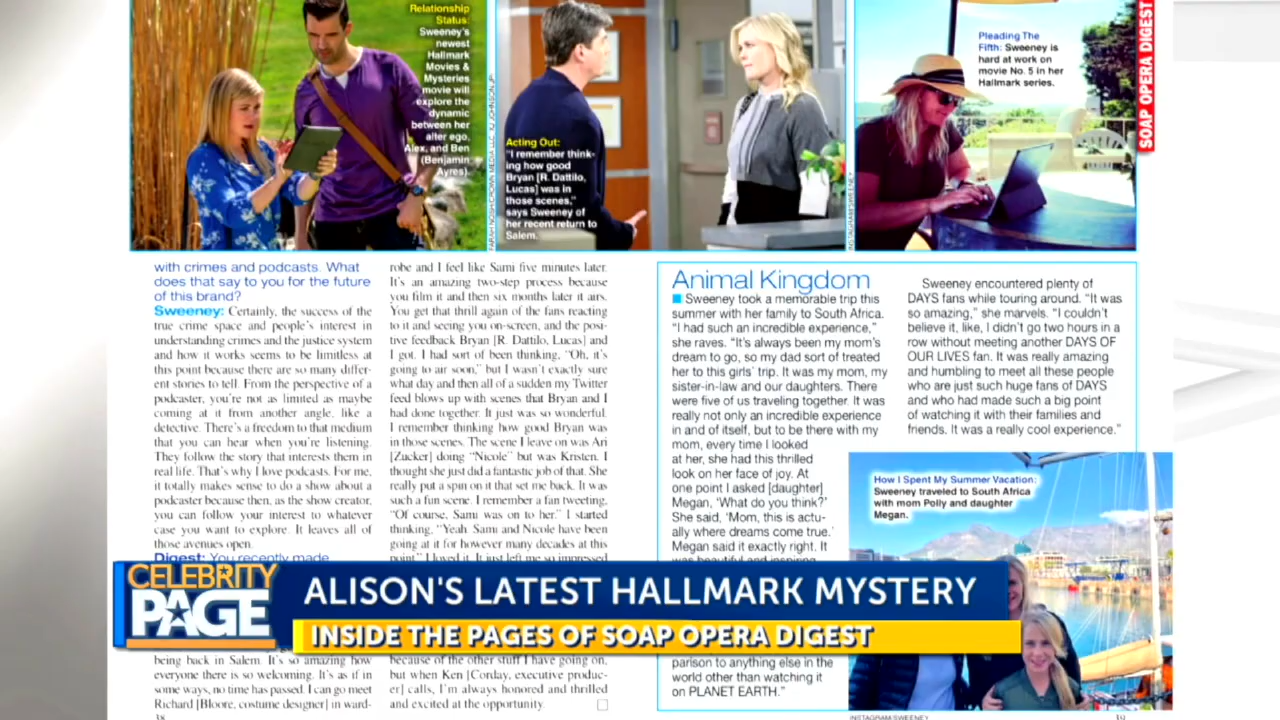 Relationship
Status:
Sweeney's
newest
Hallmark
Movies &
Mysteries
movie will
explore the
dynamic
between her
alter ego,
Alex, and Ben
(Benjamin
Ayres).
Acting Out:
"I remember think-
ing how good
Bryan [R. Dattilo,
Lucas] was in
those scenes,"
says Sweeney of
her recent return to
Salem.
Pleading The
Fifth: Sweeney is
hard at work on
movie No. 5 in her
Hallmark series.
SOAP OPERA DIGEST
INSTAGRAM/SWEENEY
with crimes and podcasts. What
does that say to you for the future
of this brand?
Sweeney: Certainly, the success of the
true crime space and people's interest in
understanding crimes and the justice system
and how it works seems to be limitless at
this point because there are so many differ-
ent stories to tell. From the perspective of a
podcaster, you're not as limited as maybe
coming at it from another angle, like a
detective. There's a freedom to that medium
that you can hear when you're listening.
They follow the story that interests them in
real life. That's why I love podcasts. For me,
it totally makes sense to do a show about a
podcaster because then, as the show creator,
you can follow your interest to whatever
case you want to explore. It leaves all of
those avenues open.
Digest: You recently made
being back in Salem. It's so amazing how
everyone there is so welcoming. It's as if in
some ways, no time has passed. I can go meet
Richard [Bloore, costume designer] in ward-
38
robe and I feel like Sami five minutes later.
It's an amazing two-step process because
you film it and then six months later it airs.
You get that thrill again of the fans reacting
to it and seeing you on-screen, and the posi-
tive feedback Bryan [R. Dattilo, Lucas] and
I got. I had sort of been thinking, "Oh, it's
going to air soon," but I wasn't exactly sure
what day and then all of a sudden my Twitter
feed blows up with scenes that Bryan and I
had done together. It just was so wonderful.
I remember thinking how good Bryan was
in those scenes. The scene I leave on was Ari
[Zucker] doing "Nicole" but was Kristen. I
thought she just did a fantastic job of that. She
really put a spin on it that set me back. It was
such a fun scene. I remember a fan tweeting,
"Of course, Sami was on to her." I started
thinking, "Yeah. Sami and Nicole have been
going at it for however many decades at this
point." I loved it. It just left me so impressed
because of the other stuff I have going on,
but when Ken [Corday, executive produc-
er] calls, I'm always honored and thrilled
and excited at the opportunity.
Animal Kingdom
Sweeney took a memorable trip this
summer with her family to South Africa.
"I had such an incredible experience,"
she raves. "It's always been my mom's
dream to go, so my dad sort of treated
her to this girls' trip. It was my mom, my
sister-in-law and our daughters. There
were five of us traveling together. It was
really not only an incredible experience
in and of itself, but to be there with my
mom, every time I looked
at her, she had this thrilled
look on her face of joy. At
one point I asked [daughter]
Megan, 'What do you think?'
She said, 'Mom, this is actu-
ally where dreams come true.'
Megan said it exactly right. It
was beautiful and inspiring
parison to anything else in the
world other than watching it
on PLANET EARTH."
Sweeney encountered plenty of
DAYS fans while touring around. "It was
so amazing," she marvels. "I couldn't
believe it, like, I didn't go two hours in a
row without meeting another DAYS OF
OUR LIVES fan. It was really amazing
and humbling to meet all these people
who are just such huge fans of DAYS
and who had made such a big point
of watching it with their families and
friends. It was a really cool experience."
How I Spent My Summer Vacation:
Sweeney traveled to South Africa
with mom Polly and daughter
Megan.
INSTAGRAM/SWEENEY
39
CELEBRITY
PAGE
ALISON'S LATEST HALLMARK MYSTERY
INSIDE THE PAGES OF SOAP OPERA DIGEST